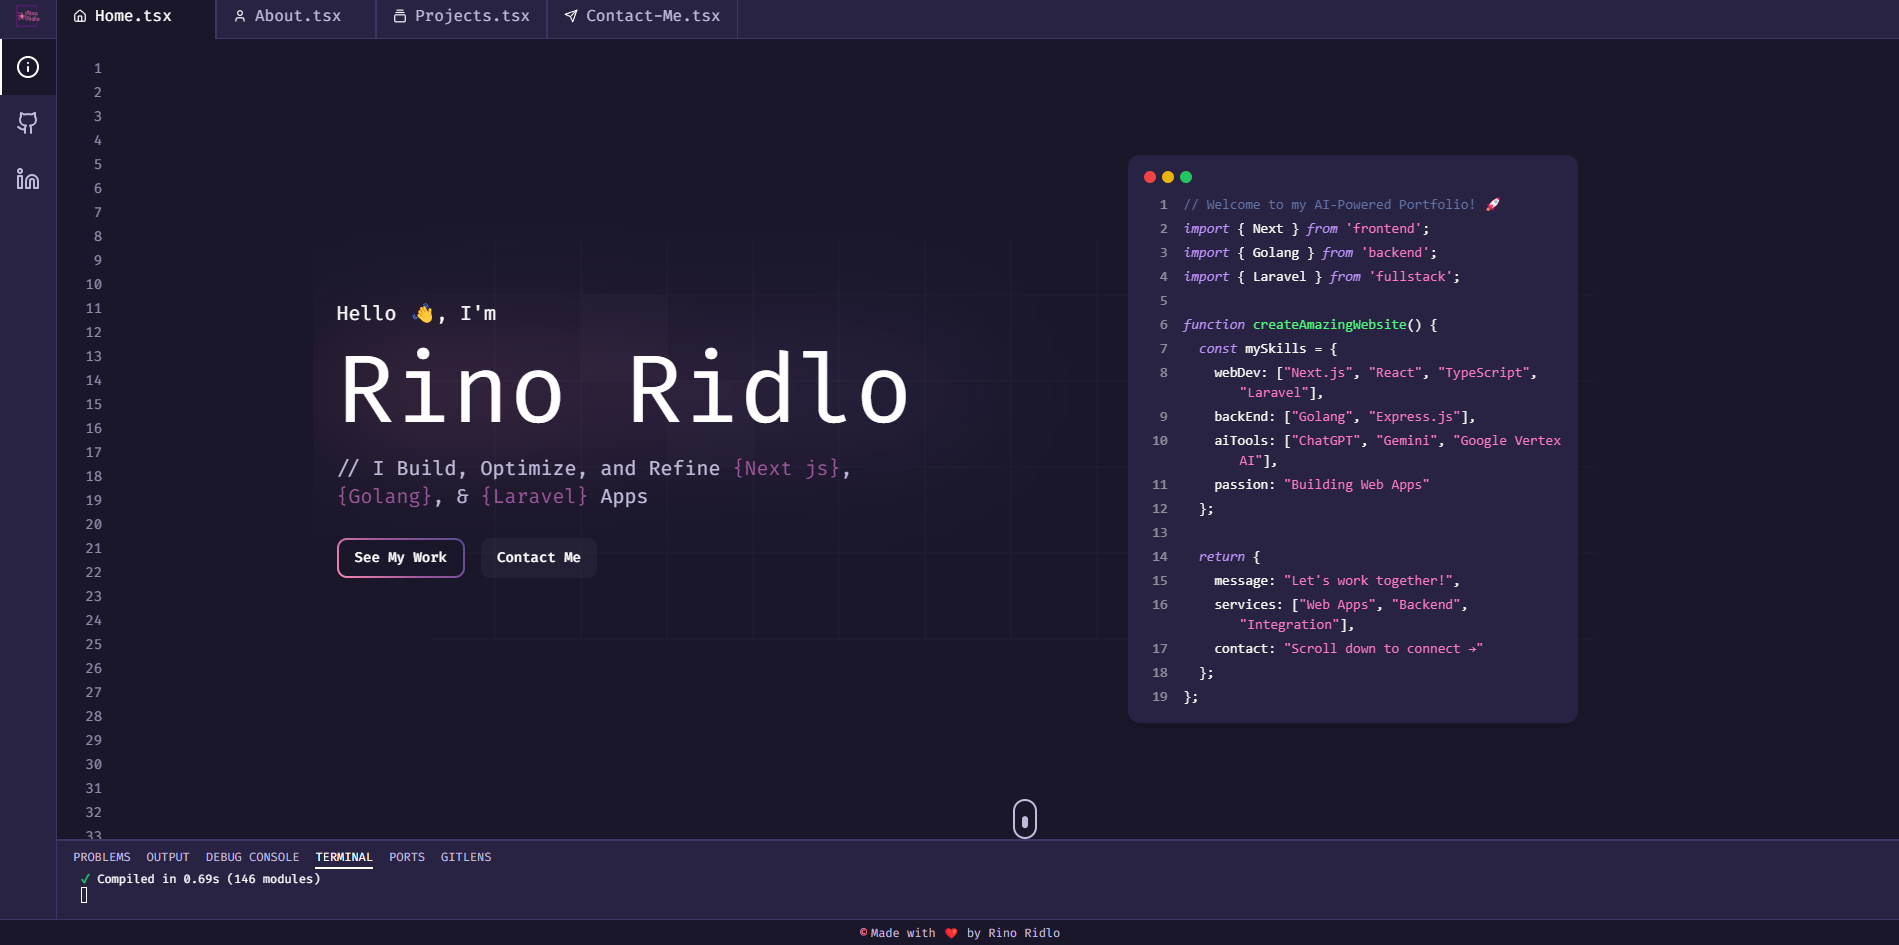 Rino Ridlo
Home.tsx
About.tsx
Projects.tsx
Contact-Me.tsx
1
2
3
4
5
6
7
8
9
10
11
12
13
14
15
16
17
18
19
20
21
22
23
24
25
26
27
28
29
30
31
32
33
Hello 👋, I'm
Rino Ridlo
// I Build, Optimize, and Refine {Next js},
{Golang}, & {Laravel} Apps
See My Work
Contact Me
1 // Welcome to my AI-Powered Portfolio! 🚀
2 import { Next } from 'frontend';
3 import { Golang } from 'backend';
4 import { Laravel } from 'fullstack';
5
6 function createAmazingWebsite() {
7 const mySkills = {
8 webDev: ["Next.js", "React", "TypeScript",
"Laravel"],
9 backEnd: ["Golang", "Express.js"],
10 aiTools: ["ChatGPT", "Gemini", "Google Vertex
AI"],
11 passion: "Building Web Apps"
12 };
13
14 return {
15 message: "Let's work together!",
16 services: ["Web Apps", "Backend",
"Integration"],
17 contact: "Scroll down to connect →"
18 };
19 };
PROBLEMS OUTPUT DEBUG CONSOLE TERMINAL PORTS GITLENS
✓ Compiled in 0.69s (146 modules)
© Made with ❤️ by Rino Ridlo